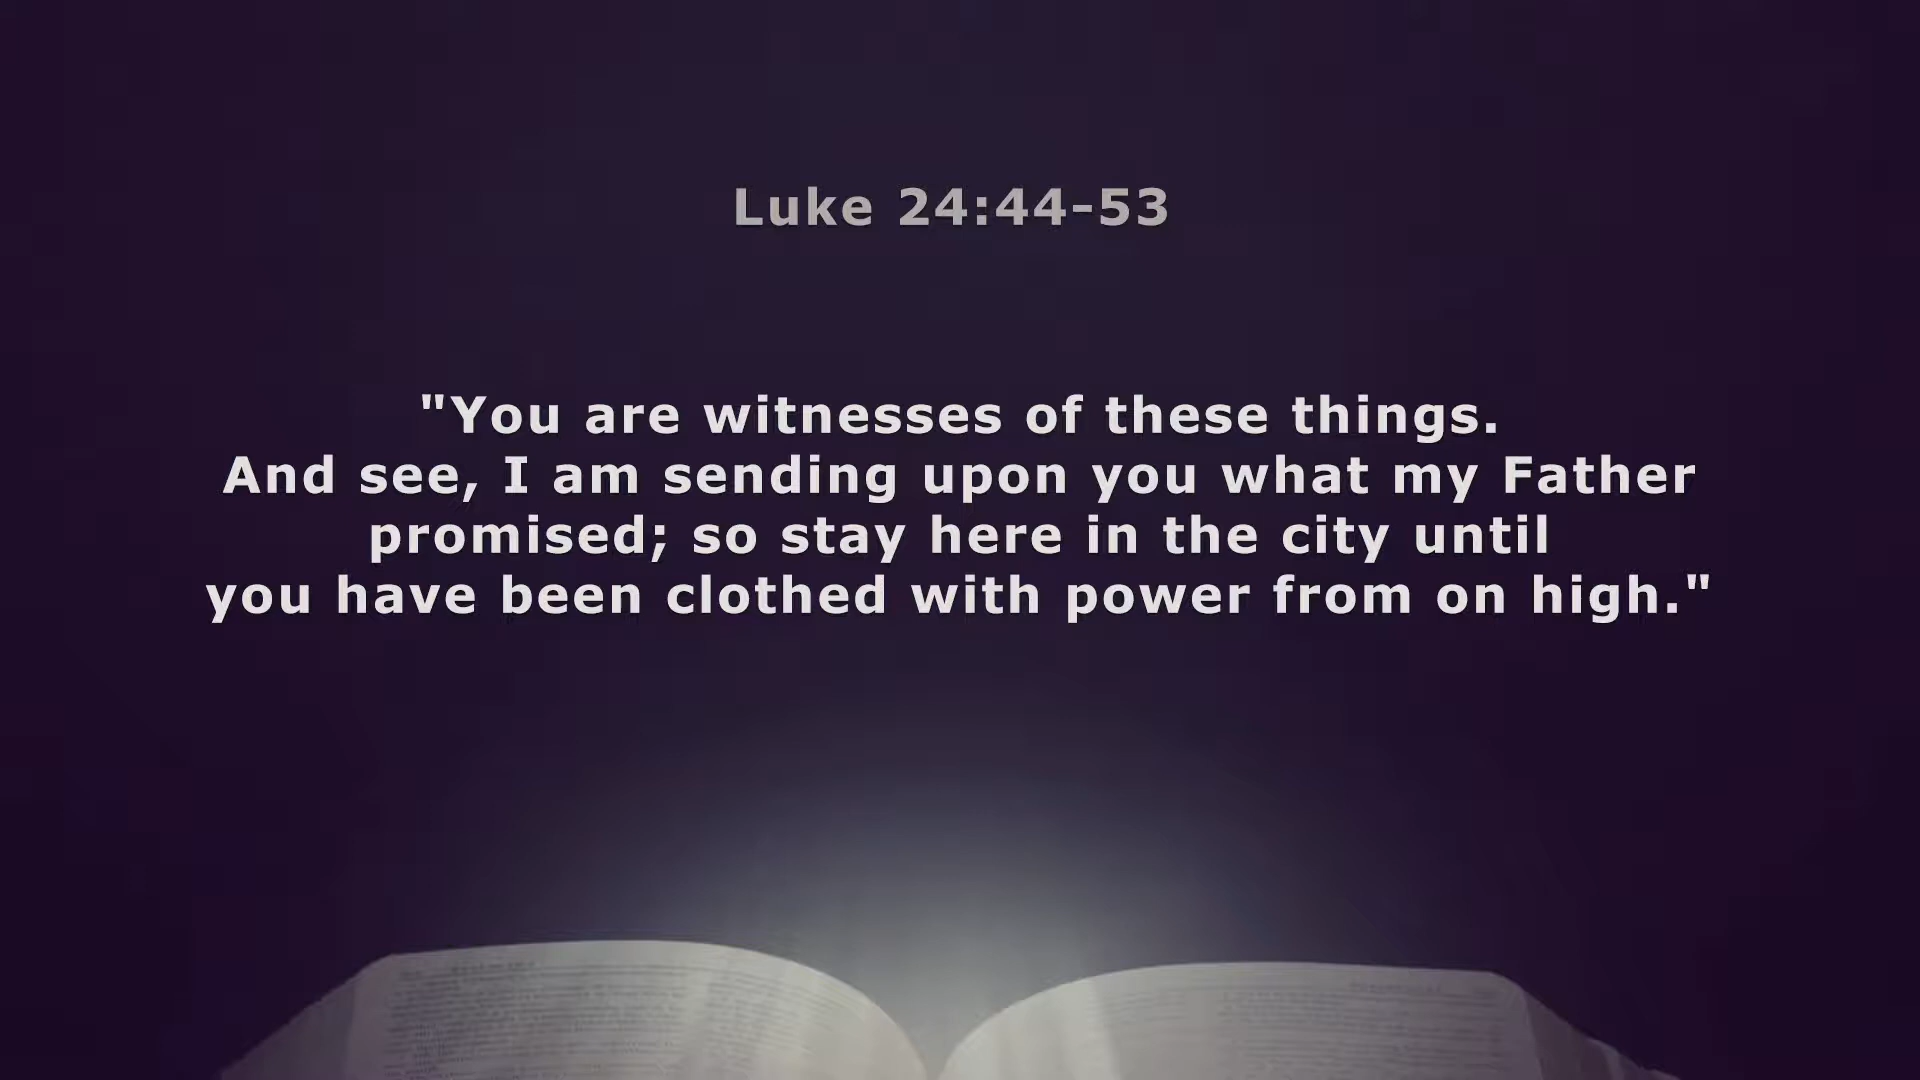 Luke 24:44-53
"You are witnesses of these things.
And see, I am sending upon you what my Father
promised; so stay here in the city until
you have been clothed with power from on high."